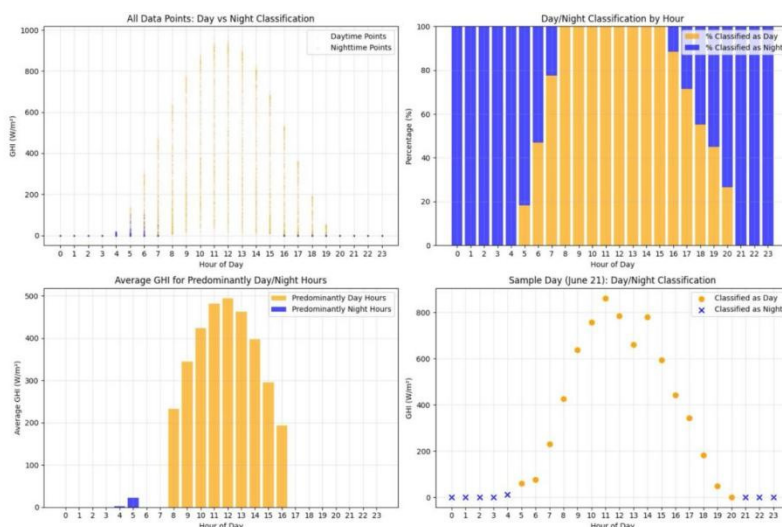 All Data Points: Day vs Night Classification
Daytime Points
Nighttime Points
1000
800
600
400
200
0
GHI (W/m²)
0 1 2 3 4 5 6 7 8 9 10 11 12 13 14 15 16 17 18 19 20 21 22 23
Hour of Day
Day/Night Classification by Hour
% Classified as Day
% Classified as Night
100
80
60
40
20
0
Percentage (%)
0 1 2 3 4 5 6 7 8 9 10 11 12 13 14 15 16 17 18 19 20 21 22 23
Hour of Day
Average GHI for Predominantly Day/Night Hours
Predominantly Day Hours
Predominantly Night Hours
500
400
300
200
100
0
Average GHI (W/m²)
0 1 2 3 4 5 6 7 8 9 10 11 12 13 14 15 16 17 18 19 20 21 22 23
Hour of Day
Sample Day (June 21): Day/Night Classification
Classified as Day
Classified as Night
800
600
400
200
0
GHI (W/m²)
0 1 2 3 4 5 6 7 8 9 10 11 12 13 14 15 16 17 18 19 20 21 22 23
Hour of Day